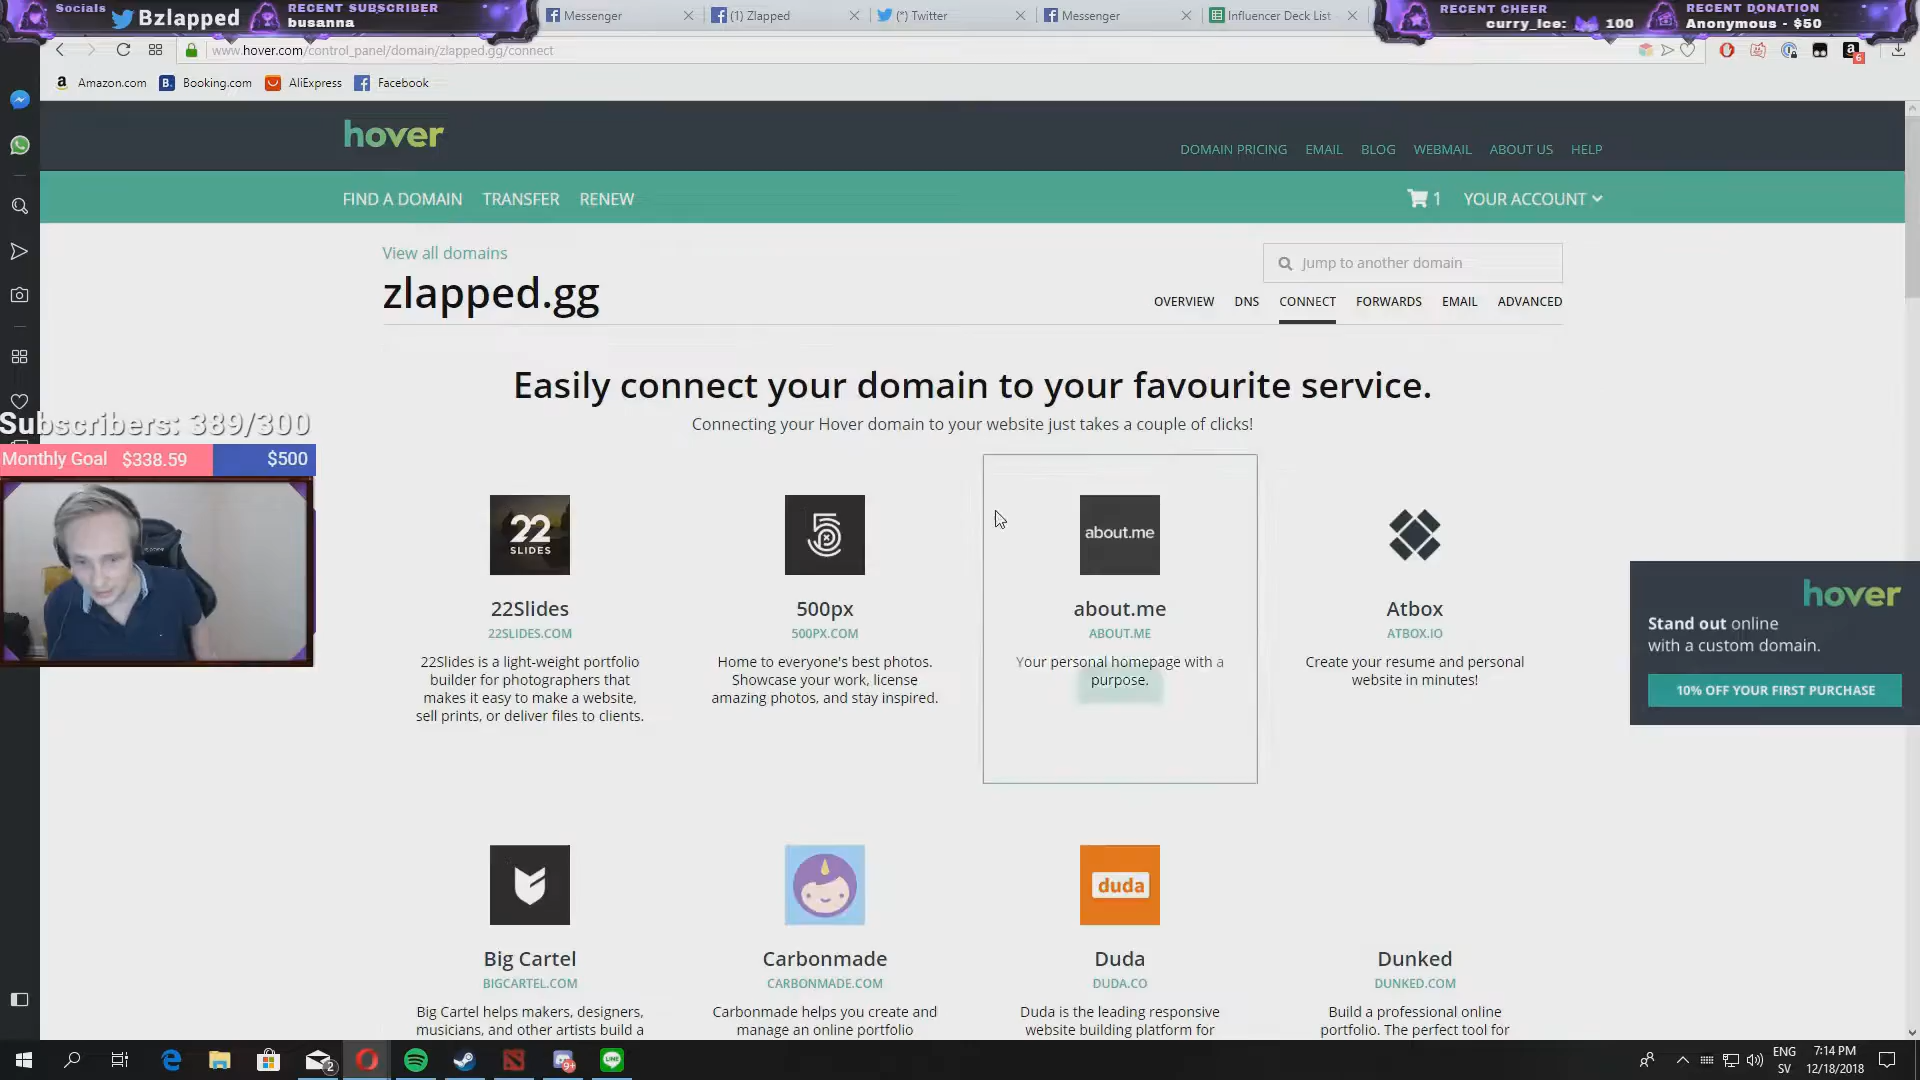 Socials
Bzlapped
RECENT SUBSCRIBER
busanna
Messenger
(1) Zlapped
(*) Twitter
Messenger
Influencer Deck List
RECENT CHEER
curry_Ice: 100
RECENT DONATION
Anonymous - $50
www.hover.com/control_panel/domain/zlapped.gg/connect
6
Amazon.com
B.
Booking.com
AliExpress
Facebook
hover
DOMAIN PRICING
EMAIL
BLOG
WEBMAIL
ABOUT US
HELP
FIND A DOMAIN
TRANSFER
RENEW
1
YOUR ACCOUNT
View all domains
Jump to another domain
zlapped.gg
OVERVIEW
DNS
CONNECT
FORWARDS
EMAIL
ADVANCED
Easily connect your domain to your favourite service.
Connecting your Hover domain to your website just takes a couple of clicks!
Subscribers: 389/300
Monthly Goal $338.59 $500
22
SLIDES
22Slides
22SLIDES.COM
22Slides is a light-weight portfolio
builder for photographers that
makes it easy to make a website,
sell prints, or deliver files to clients.
5
500px
500PX.COM
Home to everyone's best photos.
Showcase your work, license
amazing photos, and stay inspired.
about.me
about.me
ABOUT.ME
Your personal homepage with a
purpose.
Atbox
ATBOX.IO
Create your resume and personal
website in minutes!
hover
Stand out online
with a custom domain.
10% OFF YOUR FIRST PURCHASE
Big Cartel
BIGCARTEL.COM
Big Cartel helps makers, designers,
musicians, and other artists build a
Carbonmade
CARBONMADE.COM
Carbonmade helps you create and
manage an online portfolio
duda
Duda
DUDA.CO
Duda is the leading responsive
website building platform for
Dunked
DUNKED.COM
Build a professional online
portfolio. The perfect tool for
2
9+
LINE
ENG
SV
7:14 PM
12/18/2018